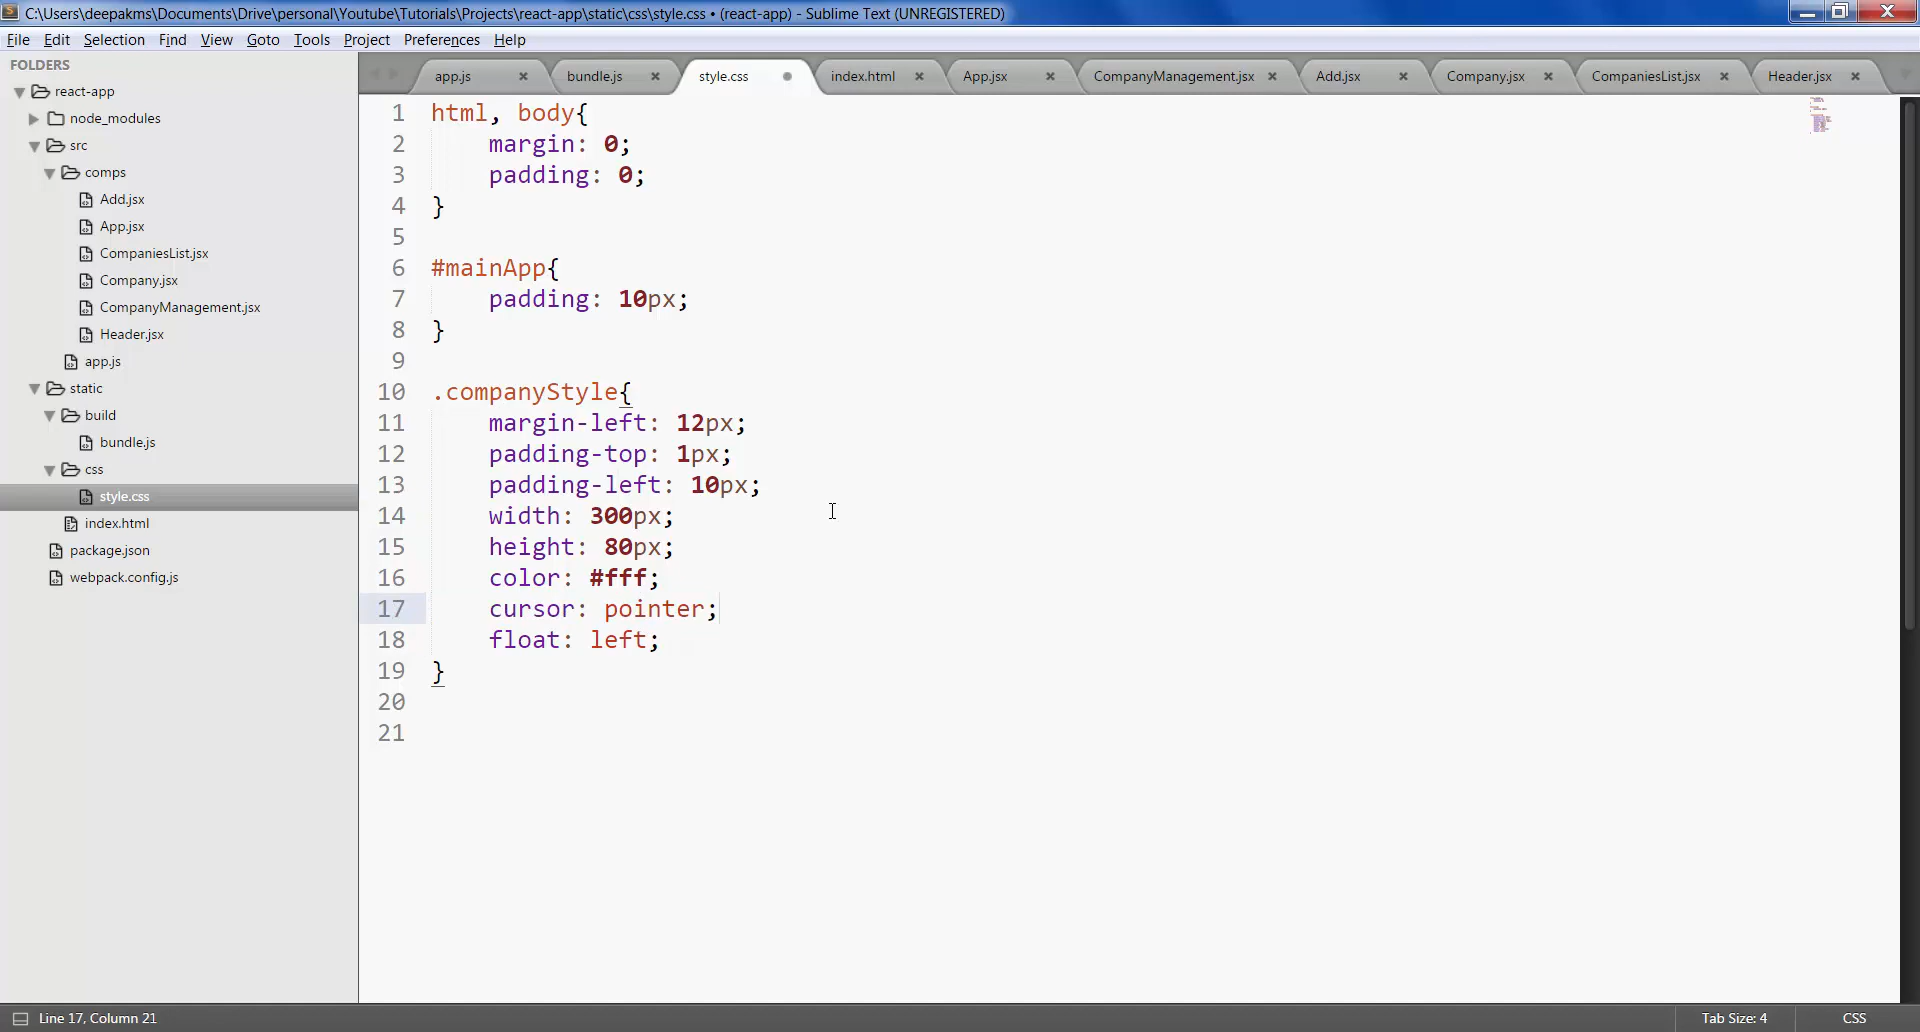 C:\Users\deepakms\Documents\Drive\personal\Youtube\Tutorials\Projects\react-app\static\css\style.css • (react-app) - Sublime Text (UNREGISTERED)
File Edit Selection Find View Goto Tools Project Preferences Help
FOLDERS
react-app
node_modules
src
comps
Add.jsx
App.jsx
CompaniesList.jsx
Company.jsx
CompanyManagement.jsx
Header.jsx
app.js
static
build
bundle.js
css
style.css
index.html
package.json
webpack.config.js
app.js bundle.js style.css index.html App.jsx CompanyManagement.jsx Add.jsx Company.jsx CompaniesList.jsx Header.jsx
1 html, body{
2 margin: 0;
3 padding: 0;
4 }
5
6 #mainApp{
7 padding: 10px;
8 }
9
10 .companyStyle{
11 margin-left: 12px;
12 padding-top: 1px;
13 padding-left: 10px;
14 width: 300px;
15 height: 80px;
16 color: #fff;
17 cursor: pointer;
18 float: left;
19 }
20
21
Line 17, Column 21 Tab Size: 4 CSS